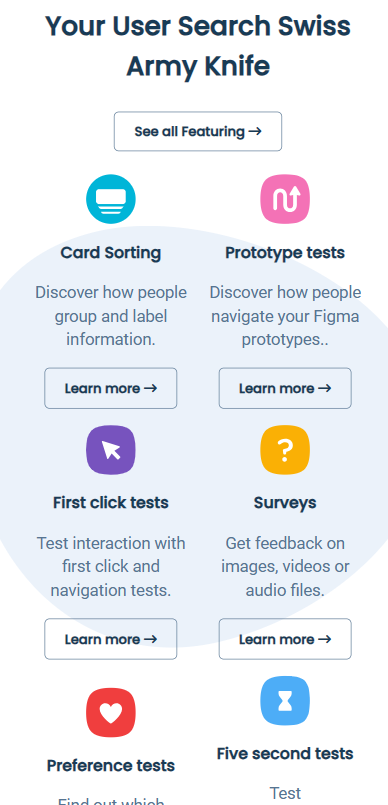 Your User Search Swiss
Army Knife
See all Featuring →
Card Sorting
Discover how people
group and label
information.
Learn more →
Prototype tests
Discover how people
navigate your Figma
prototypes..
Learn more →
First click tests
Test interaction with
first click and
navigation tests.
Learn more →
?
Surveys
Get feedback on
images, videos or
audio files.
Learn more →
Preference tests
Find out which
Five second tests
Test